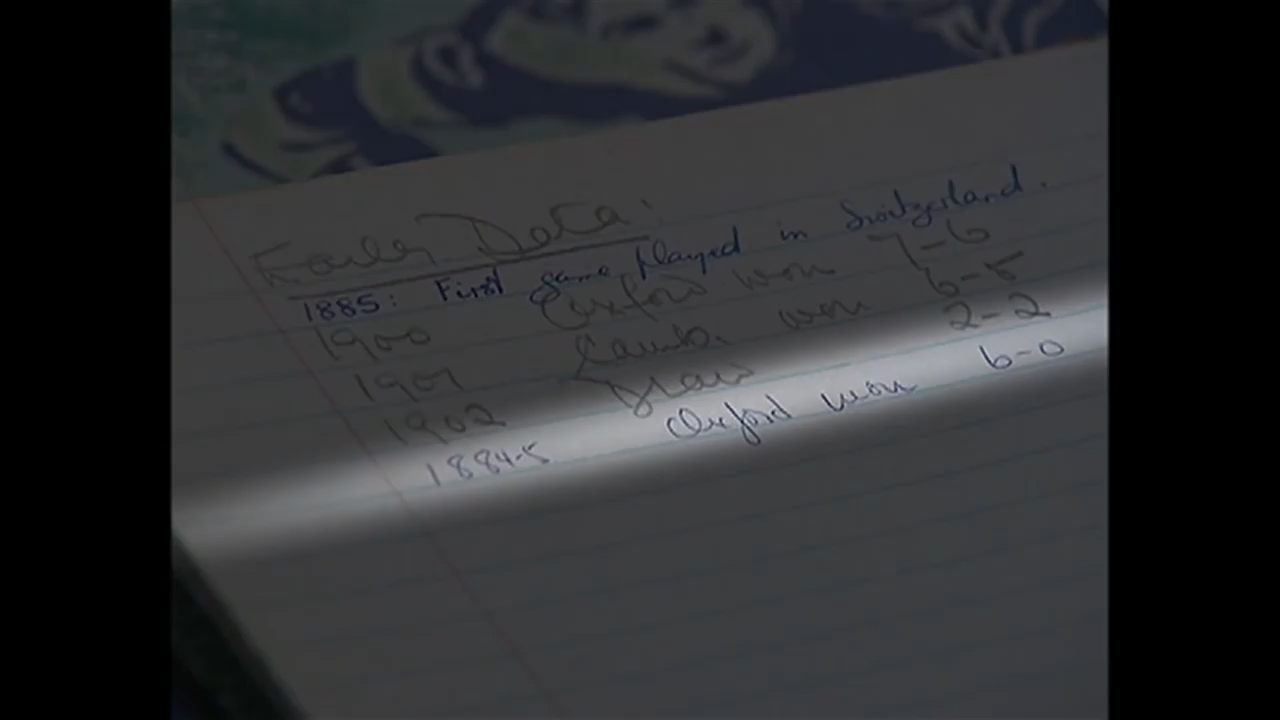 Early Data:
1885: First game played in Switzerland.
1900 Oxford won 7-6
1901 Camb. won 6-5
1902 Draw 2-2
1884-5 Oxford won 6-0